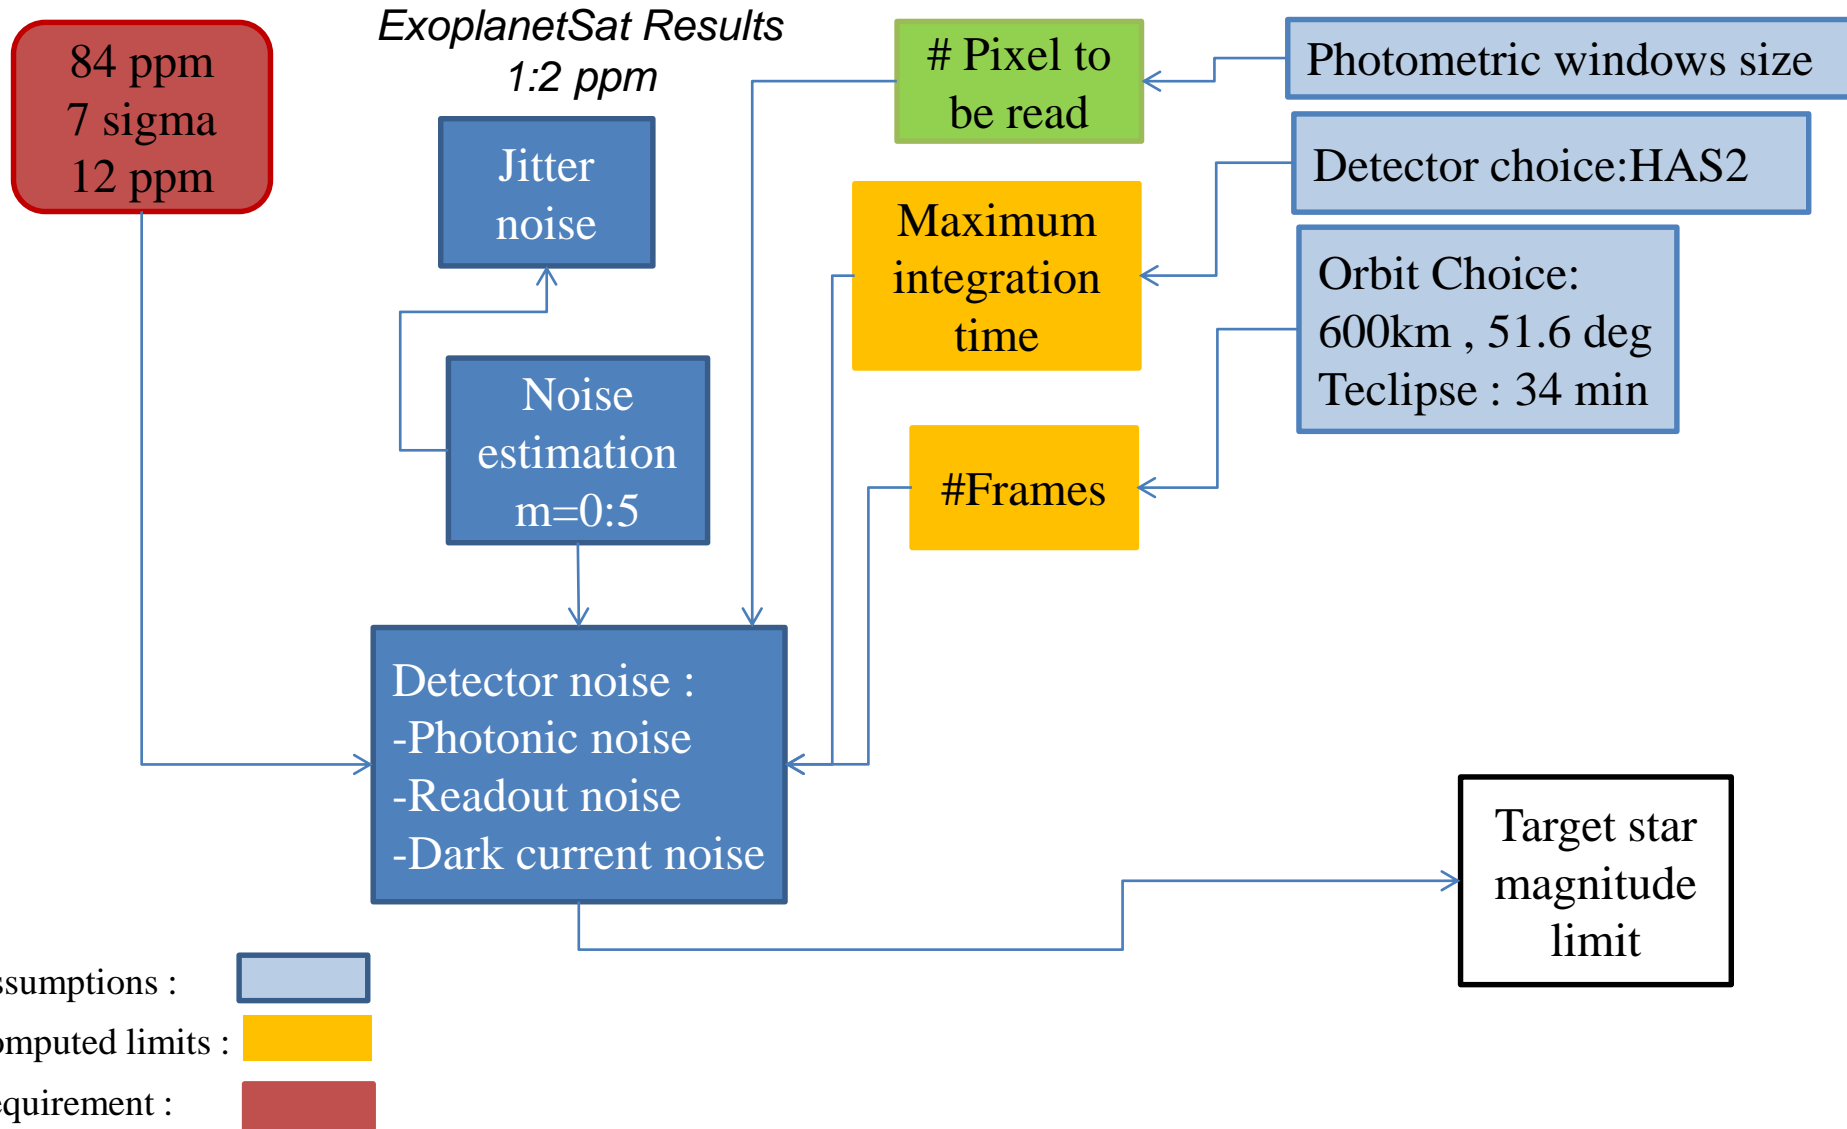 84 ppm
7 sigma
12 ppm
ExoplanetSat Results
1:2 ppm
Jitter
noise
Noise
estimation
m=0:5
# Pixel to
be read
Maximum
integration
time
#Frames
Photometric windows size
Detector choice:HAS2
Orbit Choice:
600km , 51.6 deg
Teclipse : 34 min
Detector noise :
-Photonic noise
-Readout noise
-Dark current noise
Target star
magnitude
limit
ssumptions :
omputed limits :
equirement :